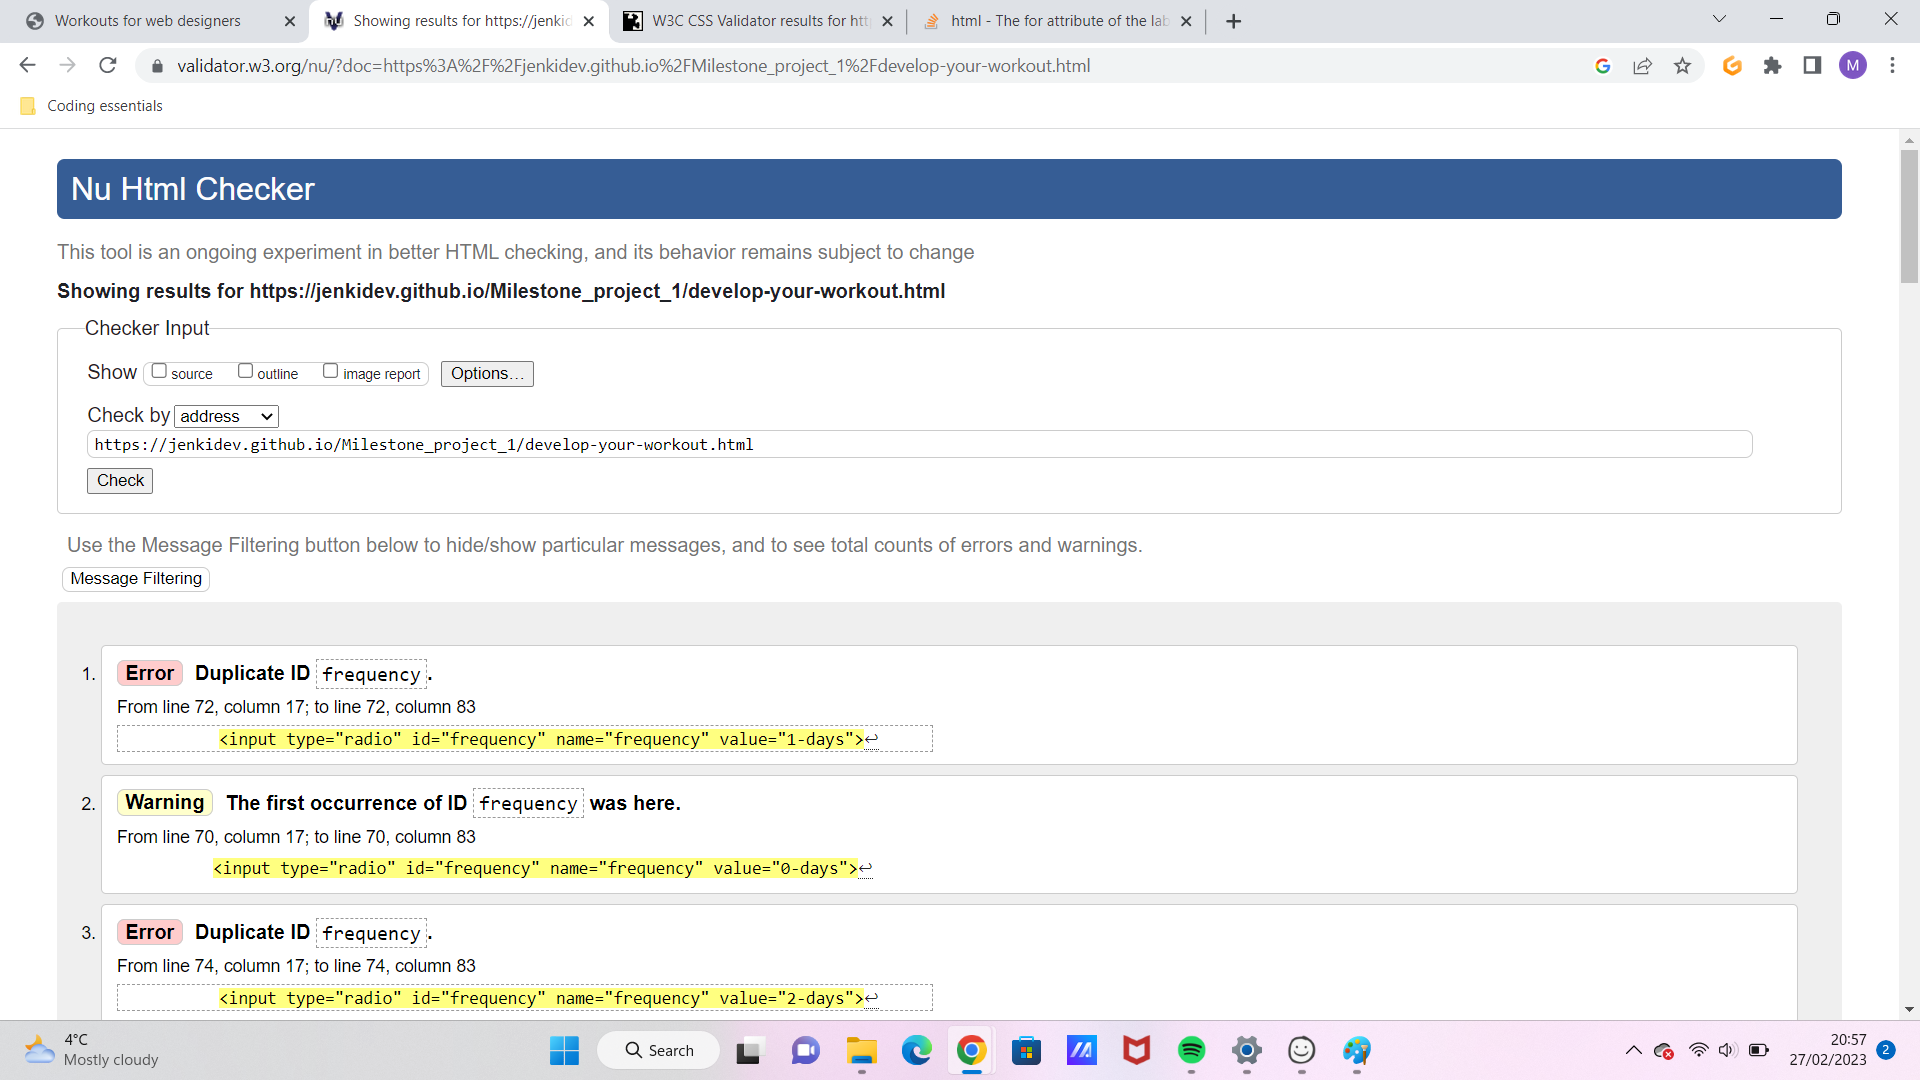 Workouts for web designers
Showing results for https://jenkid
W3C CSS Validator results for htt
html - The for attribute of the lab
validator.w3.org/nu/?doc=https%3A%2F%2Fjenkidev.github.io%2FMilestone_project_1%2Fdevelop-your-workout.html
M
Coding essentials
Nu Html Checker
This tool is an ongoing experiment in better HTML checking, and its behavior remains subject to change
Showing results for https://jenkidev.github.io/Milestone_project_1/develop-your-workout.html
Checker Input
Show source outline image report Options...
Check by address
https://jenkidev.github.io/Milestone_project_1/develop-your-workout.html
Check
Use the Message Filtering button below to hide/show particular messages, and to see total counts of errors and warnings.
Message Filtering
1. Error Duplicate ID frequency.
From line 72, column 17; to line 72, column 83
<input type="radio" id="frequency" name="frequency" value="1-days">↩
2. Warning The first occurrence of ID frequency was here.
From line 70, column 17; to line 70, column 83
<input type="radio" id="frequency" name="frequency" value="0-days">↩
3. Error Duplicate ID frequency.
From line 74, column 17; to line 74, column 83
<input type="radio" id="frequency" name="frequency" value="2-days">↩
4°C
Mostly cloudy
Search
20:57
27/02/2023
2